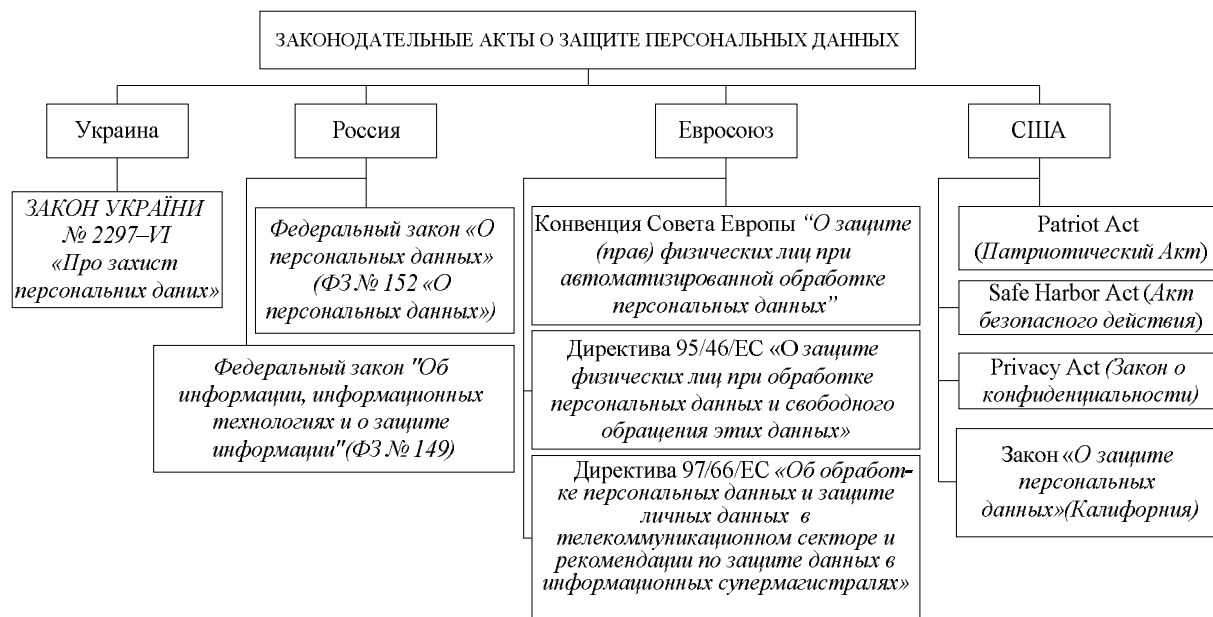 ЗАКОНОДАТЕЛЬНЫЕ АКТЫ О ЗАЩИТЕ ПЕРСОНАЛЬНЫХ ДАННЫХ
Украина
ЗАКОН УКРАЇНИ
№ 2297–VI
«Про захист
персональних даних»
Россия
Федеральный закон «О
персональных данных»
(ФЗ № 152 «О
персональных данных»)
Федеральный закон "Об
информации, информационных
технологиях и о защите
информации"(ФЗ № 149)
Евросоюз
Конвенция Совета Европы “О защите
(прав) физических лиц при
автоматизированной обработке
персональных данных”
Директива 95/46/ЕС «О защите
физических лиц при обработке
персональных данных и свободного
обращения этих данных»
Директива 97/66/ЕС «Об обработ-
ке персональных данных и защите
личных данных в
телекоммуникационном секторе и
рекомендации по защите данных в
информационных супермагистралях»
США
Patriot Act
(Патриотический Акт)
Safe Harbor Act (Акт
безопасного действия)
Privacy Act (Закон о
конфиденциальности)
Закон «О защите
персональных
данных»(Калифорния)